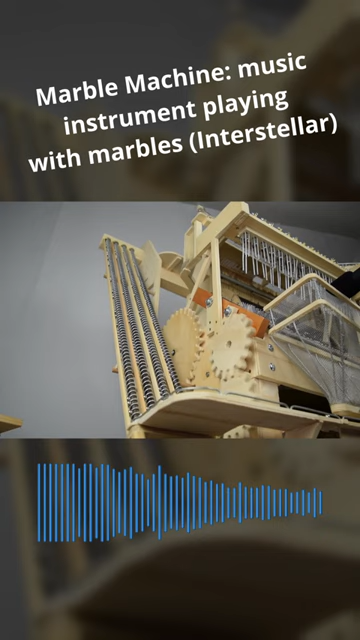 Marble Machine: music
instrument playing
with marbles (Interstellar)